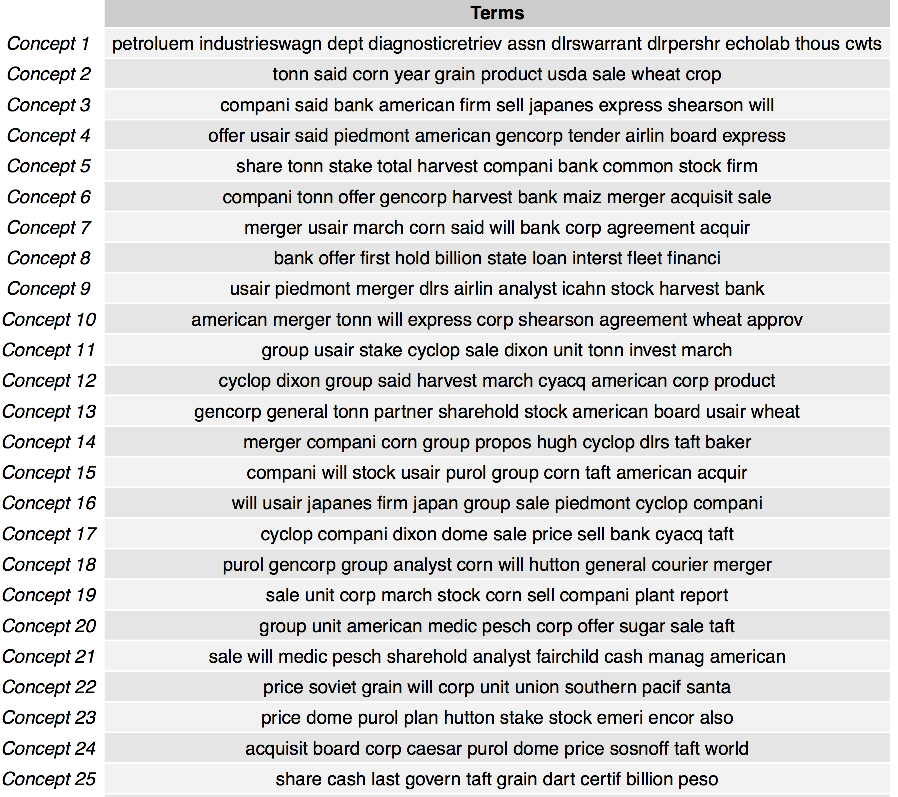 Terms
Concept 1 petroluem industrieswagn dept diagnosticretriev assn dlrswarrant dlrpershr echolab thous cwts
Concept 2 tonn said corn year grain product usda sale wheat crop
Concept 3 compani said bank american firm sell japanes express shearson will
Concept 4 offer usair said piedmont american gencorp tender airlin board express
Concept 5 share tonn stake total harvest compani bank common stock firm
Concept 6 compani tonn offer gencorp harvest bank maiz merger acquisit sale
Concept 7 merger usair march corn said will bank corp agreement acquir
Concept 8 bank offer first hold billion state loan interst fleet financi
Concept 9 usair piedmont merger dlrs airlin analyst icahn stock harvest bank
Concept 10 american merger tonn will express corp shearson agreement wheat approv
Concept 11 group usair stake cyclop sale dixon unit tonn invest march
Concept 12 cyclop dixon group said harvest march cyacq american corp product
Concept 13 gencorp general tonn partner sharehold stock american board usair wheat
Concept 14 merger compani corn group propos hugh cyclop dlrs taft baker
Concept 15 compani will stock usair purol group corn taft american acquir
Concept 16 will usair japanes firm japan group sale piedmont cyclop compani
Concept 17 cyclop compani dixon dome sale price sell bank cyacq taft
Concept 18 purol gencorp group analyst corn will hutton general courier merger
Concept 19 sale unit corp march stock corn sell compani plant report
Concept 20 group unit american medic pesch corp offer sugar sale taft
Concept 21 sale will medic pesch sharehold analyst fairchild cash manag american
Concept 22 price soviet grain will corp unit union southern pacif santa
Concept 23 price dome purol plan hutton stake stock emeri encor also
Concept 24 acquisit board corp caesar purol dome price sosnoff taft world
Concept 25 share cash last govern taft grain dart certif billion peso